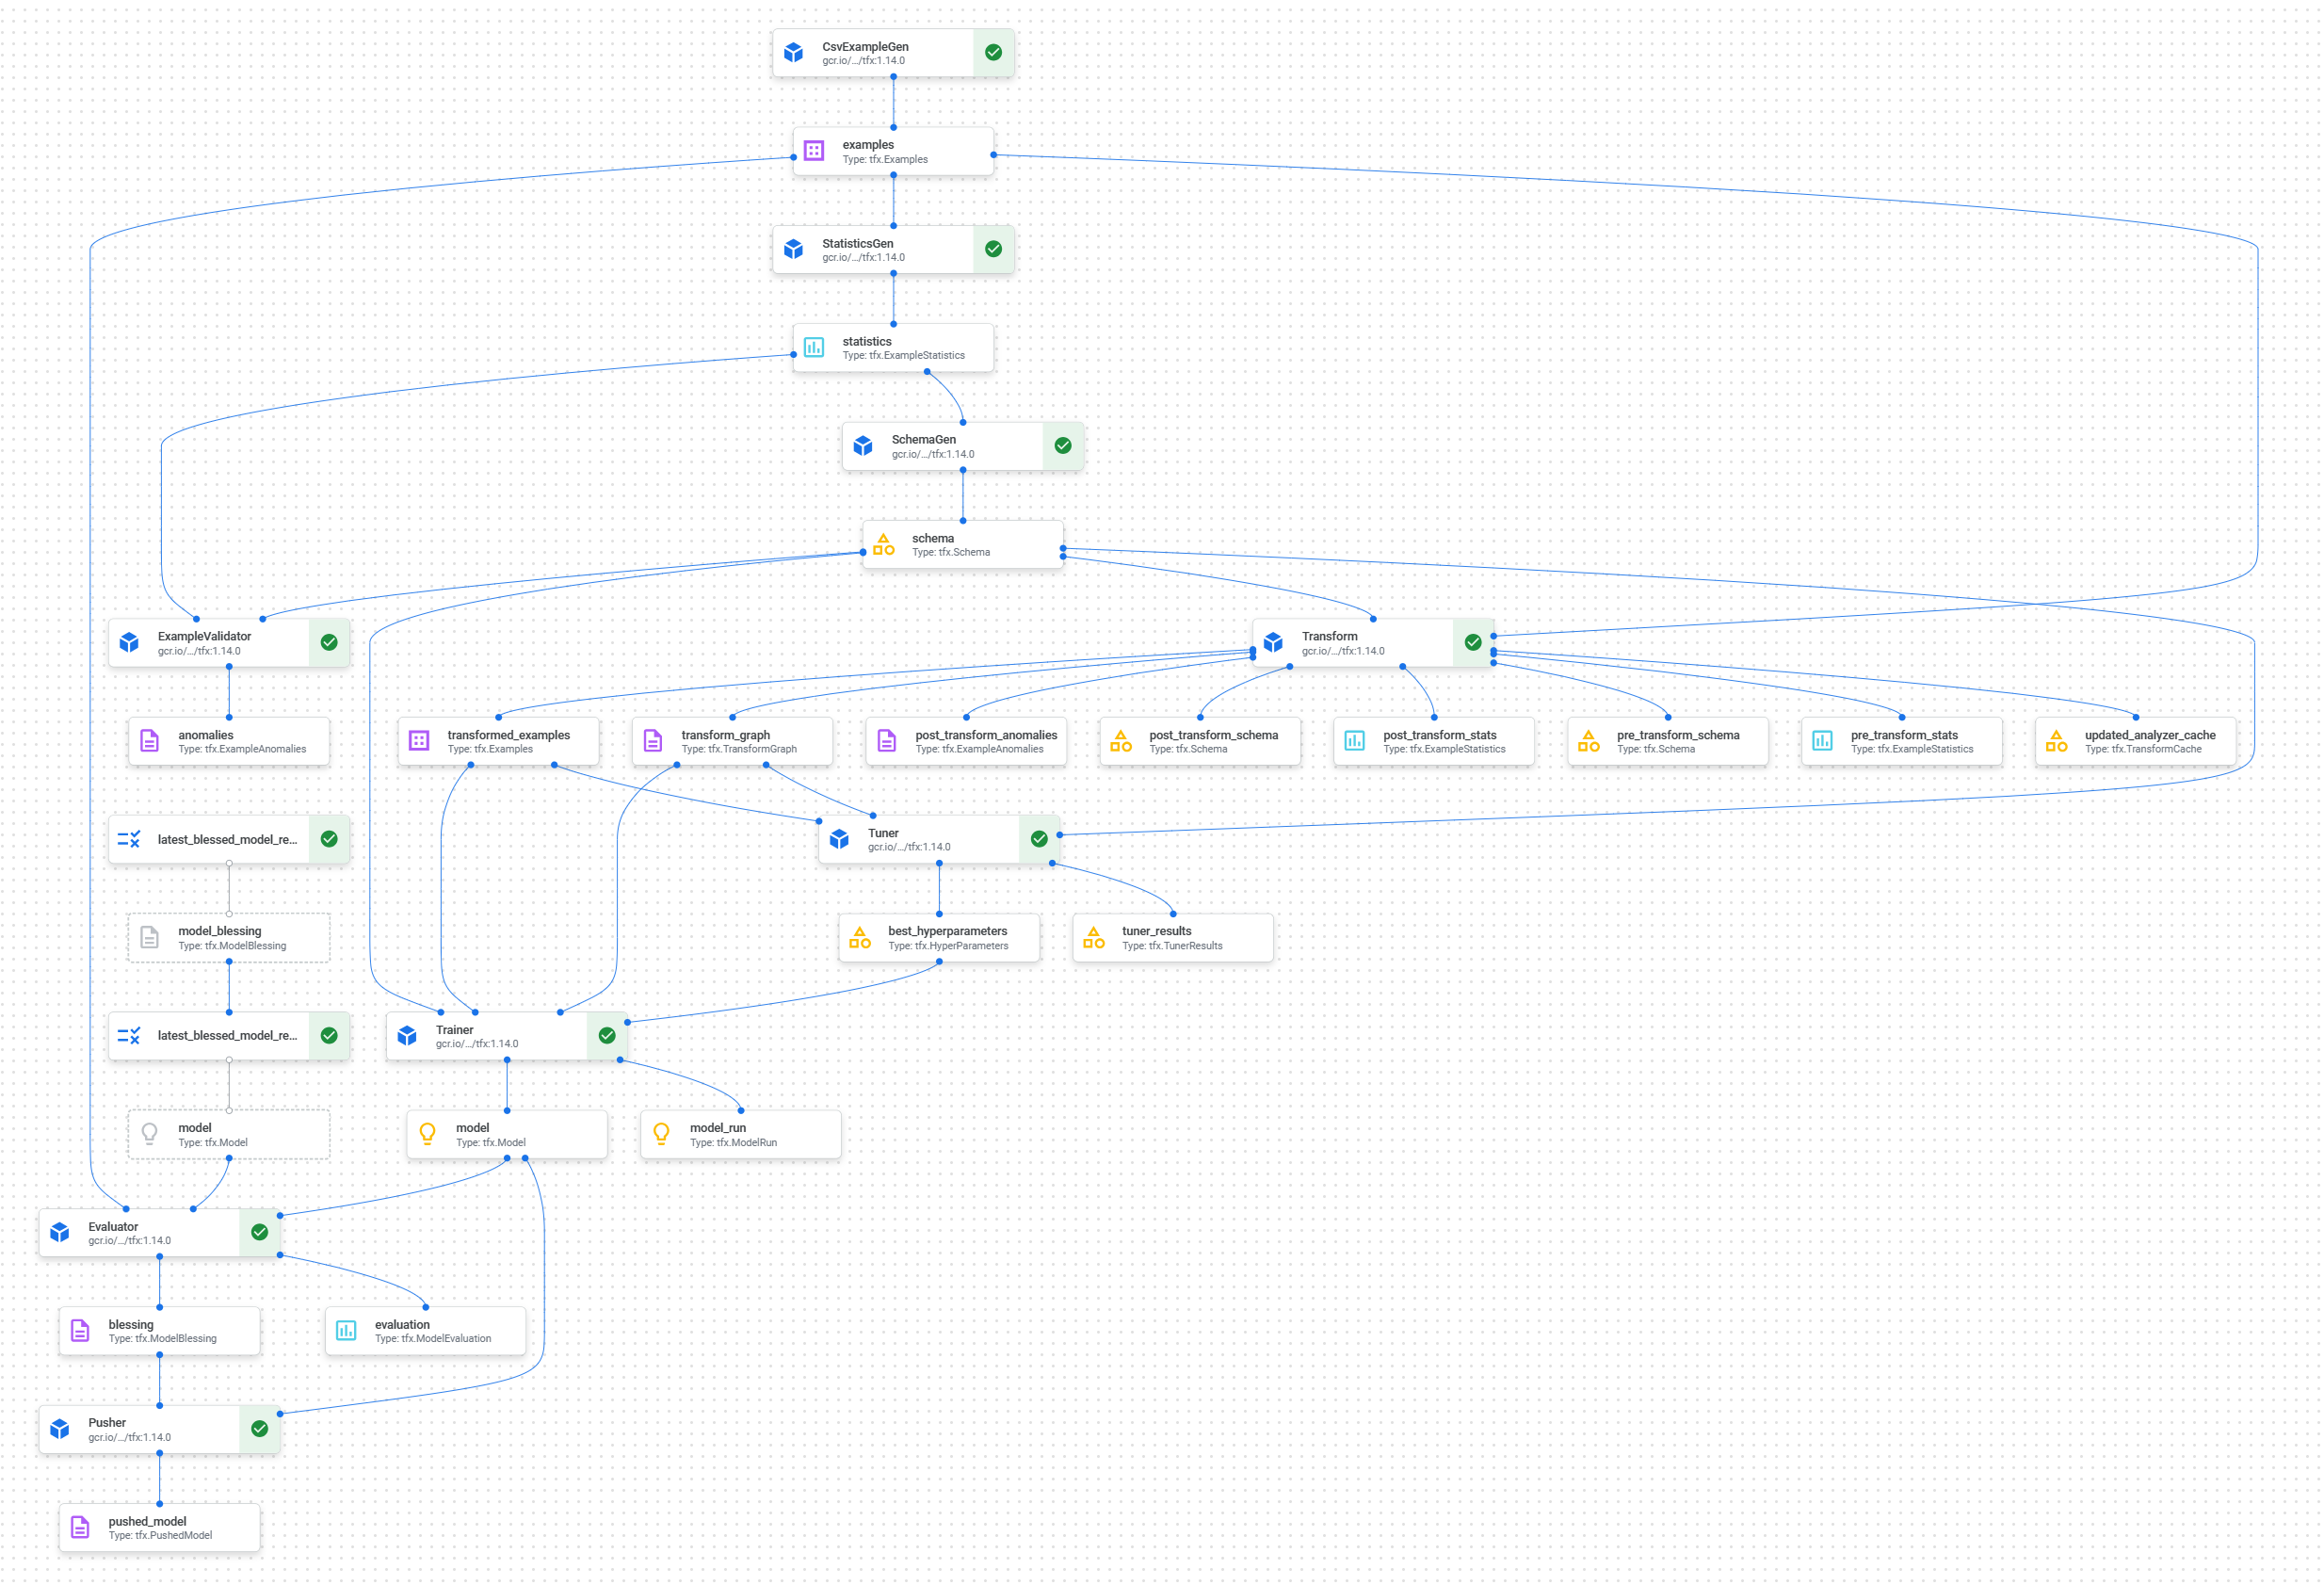 CsvExampleGen
gcr.io/.../tfx:1.14.0
examples
Type: tfx.Examples
StatisticsGen
gcr.io/.../tfx:1.14.0
statistics
Type: tfx.ExampleStatistics
SchemaGen
gcr.io/.../tfx:1.14.0
schema
Type: tfx.Schema
ExampleValidator
gcr.io/.../tfx:1.14.0
Transform
gcr.io/.../tfx:1.14.0
anomalies
Type: tfx.ExampleAnomalies
transformed_examples
Type: tfx.Examples
transform_graph
Type: tfx.TransformGraph
post_transform_anomalies
Type: tfx.ExampleAnomalies
post_transform_schema
Type: tfx.Schema
post_transform_stats
Type: tfx.ExampleStatistics
pre_transform_schema
Type: tfx.Schema
pre_transform_stats
Type: tfx.ExampleStatistics
updated_analyzer_cache
Type: tfx.TransformCache
latest_blessed_model_re...
Tuner
gcr.io/.../tfx:1.14.0
model_blessing
Type: tfx.ModelBlessing
best_hyperparameters
Type: tfx.HyperParameters
tuner_results
Type: tfx.TunerResults
latest_blessed_model_re...
Trainer
gcr.io/.../tfx:1.14.0
model
Type: tfx.Model
model
Type: tfx.Model
model_run
Type: tfx.ModelRun
Evaluator
gcr.io/.../tfx:1.14.0
blessing
Type: tfx.ModelBlessing
evaluation
Type: tfx.ModelEvaluation
Pusher
gcr.io/.../tfx:1.14.0
pushed_model
Type: tfx.PushedModel